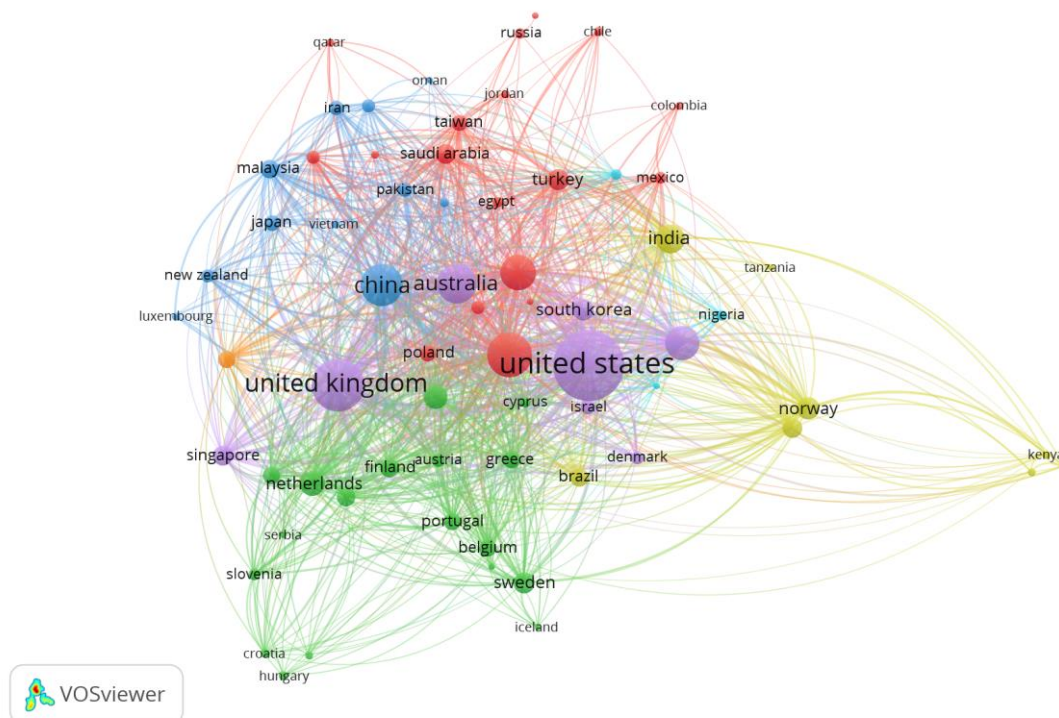 qatar
russia
chile
oman
iran
jordan
colombia
taiwan
saudi arabia
malaysia
pakistan
turkey
mexico
egypt
japan
vietnam
india
new zealand
tanzania
china
australia
luxembourg
south korea
nigeria
poland
united states
united kingdom
cyprus
israel
norway
singapore
finland
austria
greece
denmark
kenya
netherlands
brazil
portugal
serbia
belgium
slovenia
sweden
iceland
croatia
hungary
VOSviewer